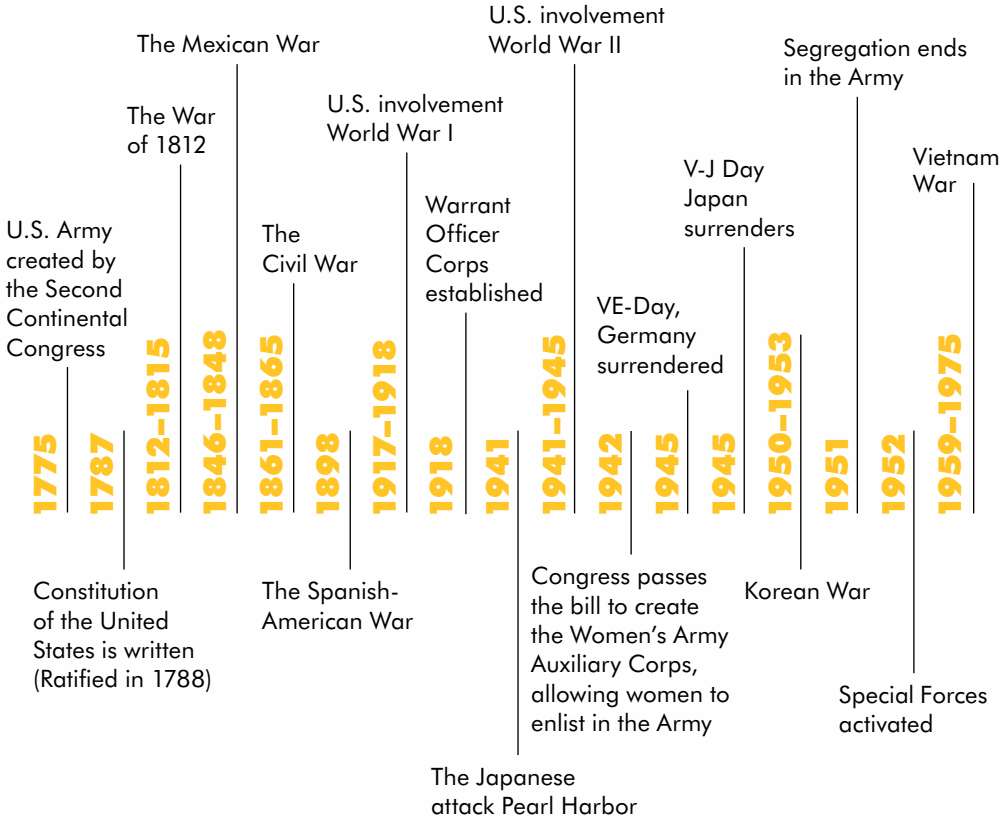 U.S. Army
created by
the Second
Continental
Congress
1775
1787
Constitution
of the United
States is written
(Ratified in 1788)
The War
of 1812
1812–1815
The Mexican War
1846–1848
The
Civil War
1861–1865
1898
The Spanish-
American War
U.S. involvement
World War I
1917–1918
Warrant
Officer
Corps
established
1918
1941
The Japanese
attack Pearl Harbor
U.S. involvement
World War II
1941–1945
1942
Congress passes
the bill to create
the Women's Army
Auxiliary Corps,
allowing women to
enlist in the Army
VE-Day,
Germany
surrendered
1945
V-J Day
Japan
surrenders
1945
1950–1953
Korean War
Segregation ends
in the Army
1951
1952
Special Forces
activated
Vietnam
War
1959–1975